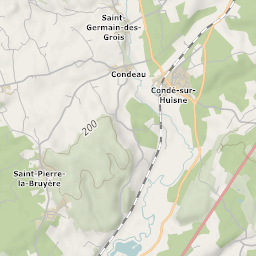 Saint-
Germain-des-
Grois
Condeau
Condé-sur-
Huisne
200
Saint-Pierre-
la-Bruyère